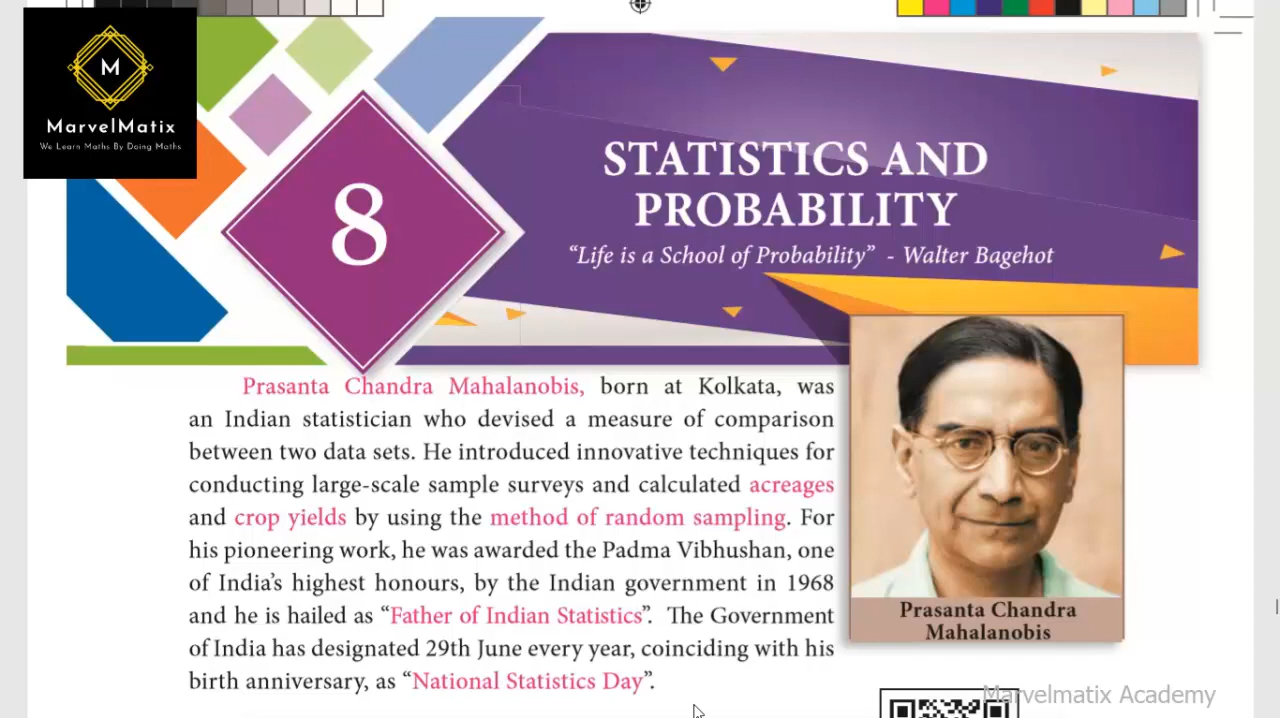 M
MarvelMatix
We Learn Maths By Doing Maths
8
STATISTICS AND
PROBABILITY
“Life is a School of Probability” - Walter Bagehot
Prasanta Chandra Mahalanobis, born at Kolkata, was
an Indian statistician who devised a measure of comparison
between two data sets. He introduced innovative techniques for
conducting large-scale sample surveys and calculated acreages
and crop yields by using the method of random sampling. For
his pioneering work, he was awarded the Padma Vibhushan, one
of India’s highest honours, by the Indian government in 1968
and he is hailed as “Father of Indian Statistics”. The Government
of India has designated 29th June every year, coinciding with his
birth anniversary, as “National Statistics Day”.
Prasanta Chandra
Mahalanobis
Marvelmatix Academy